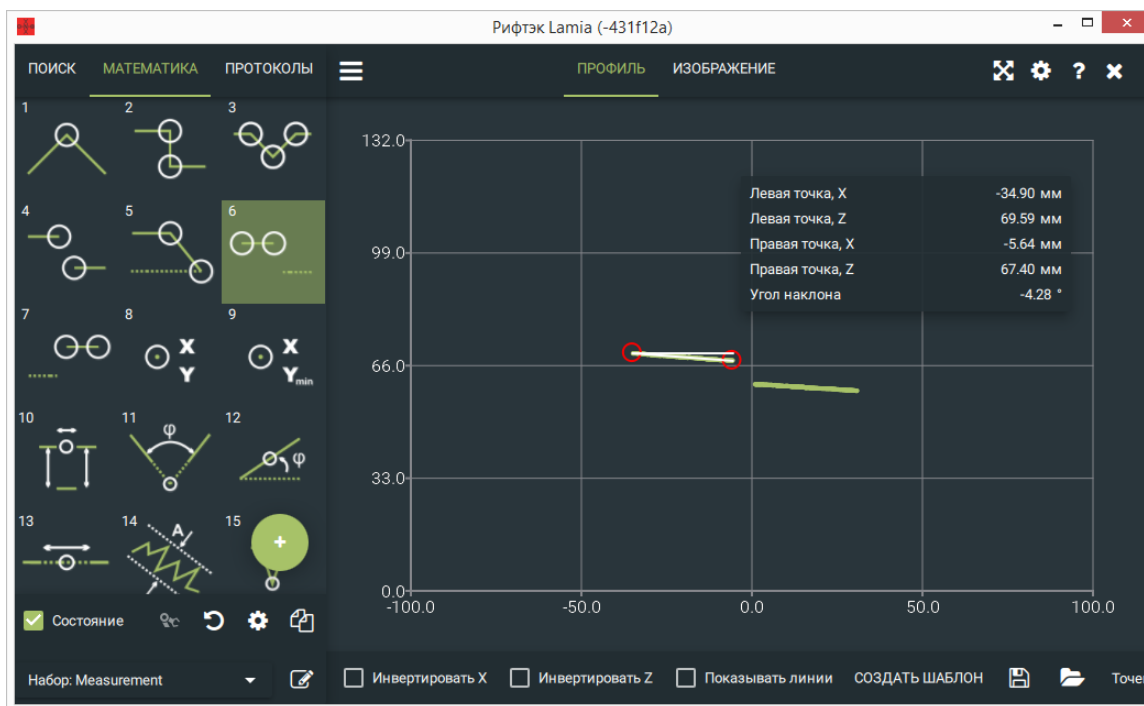 Рифтэк Lamia (-431f12a)
ПОИСК МАТЕМАТИКА ПРОТОКОЛЫ
ПРОФИЛЬ ИЗОБРАЖЕНИЕ
?
1 2 3
4 5 6
7 8 9
X
Y
X
Ymin
10 11 12
φ
φ
13 14 15
A
+
132.0
99.0
66.0
33.0
0.0
-100.0 -50.0 0.0 50.0 100.0
Левая точка, X -34.90 мм
Левая точка, Z 69.59 мм
Правая точка, X -5.64 мм
Правая точка, Z 67.40 мм
Угол наклона -4.28 °
Состояние
Набор: Measurement
Инвертировать X Инвертировать Z Показывать линии СОЗДАТЬ ШАБЛОН